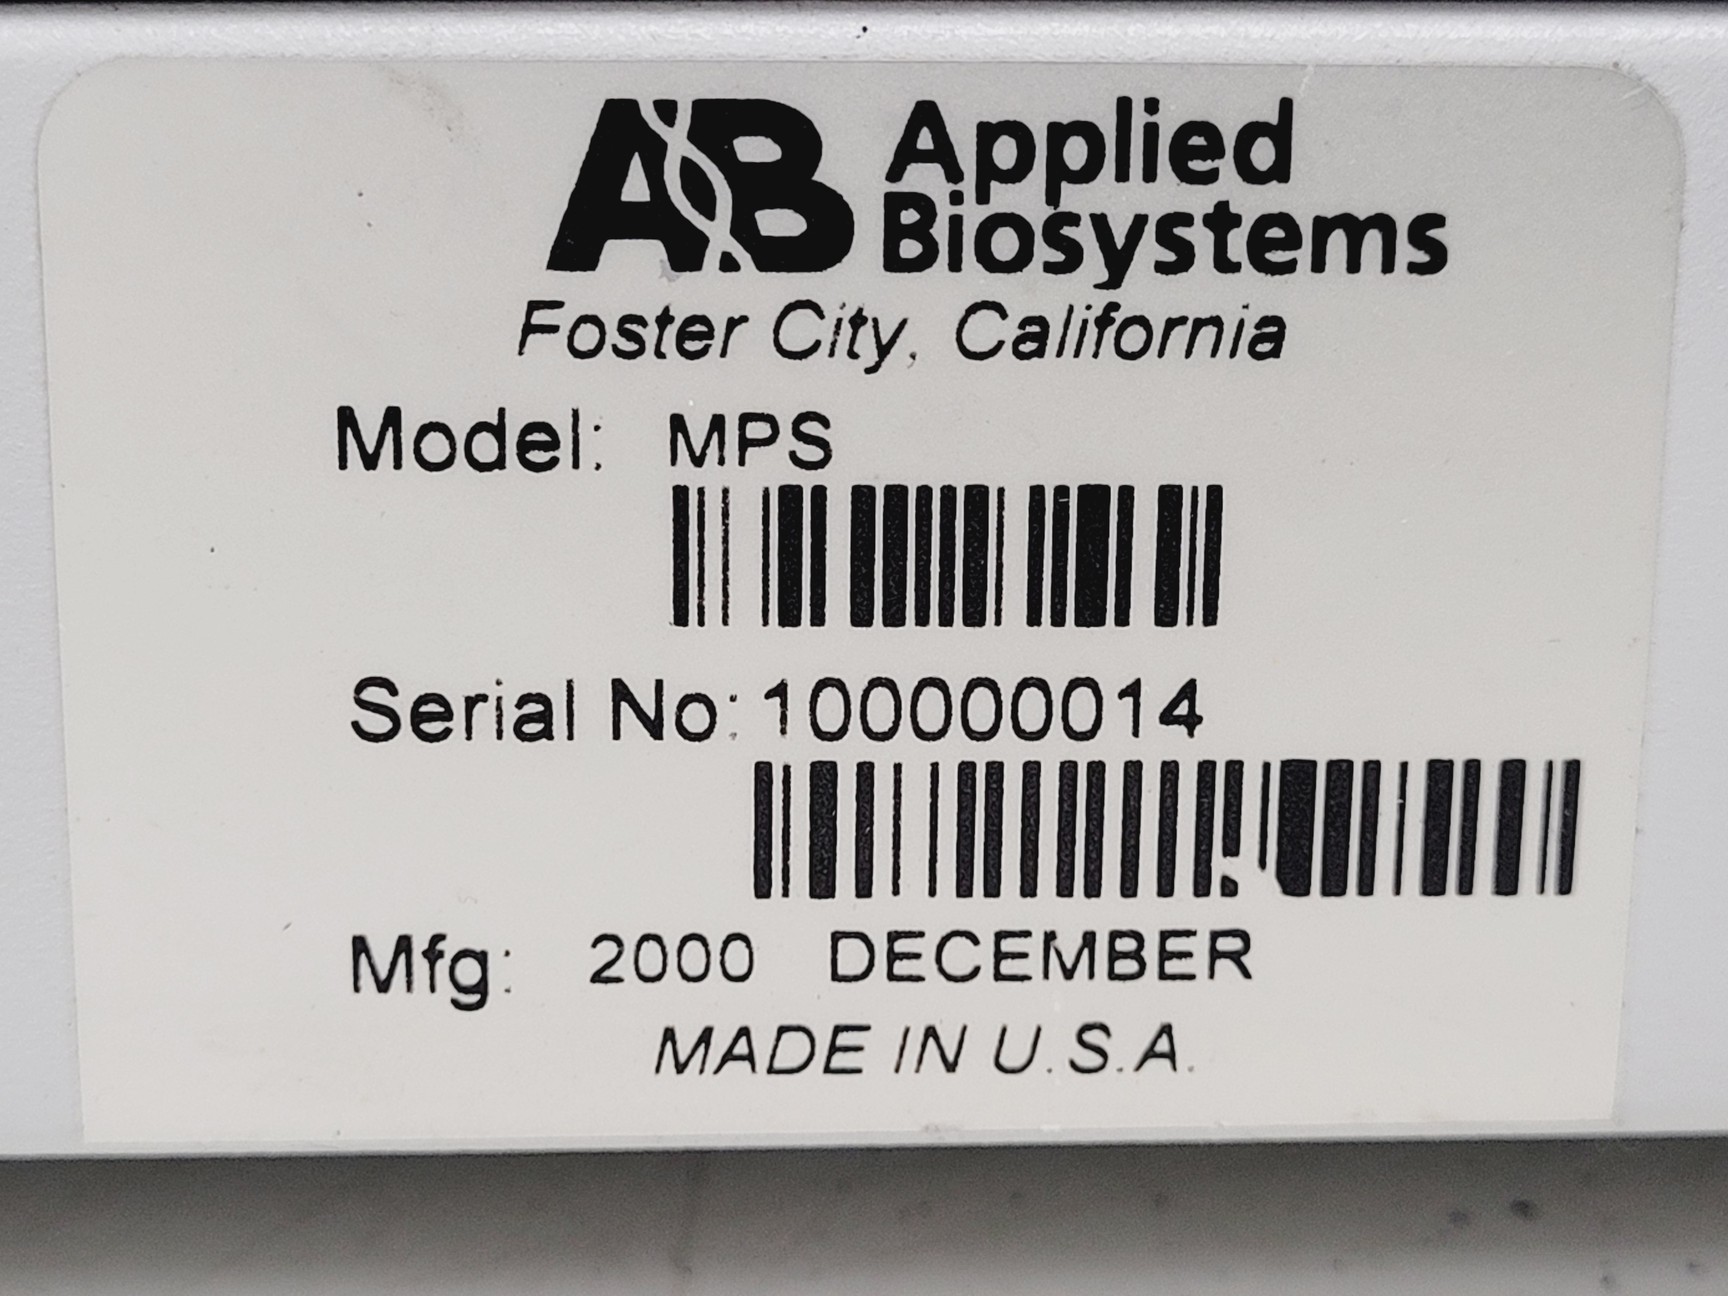 AB Applied
Biosystems
Foster City, California
Model: MPS
Serial No: 100000014
Mfg: 2000 DECEMBER
MADE IN U.S.A.